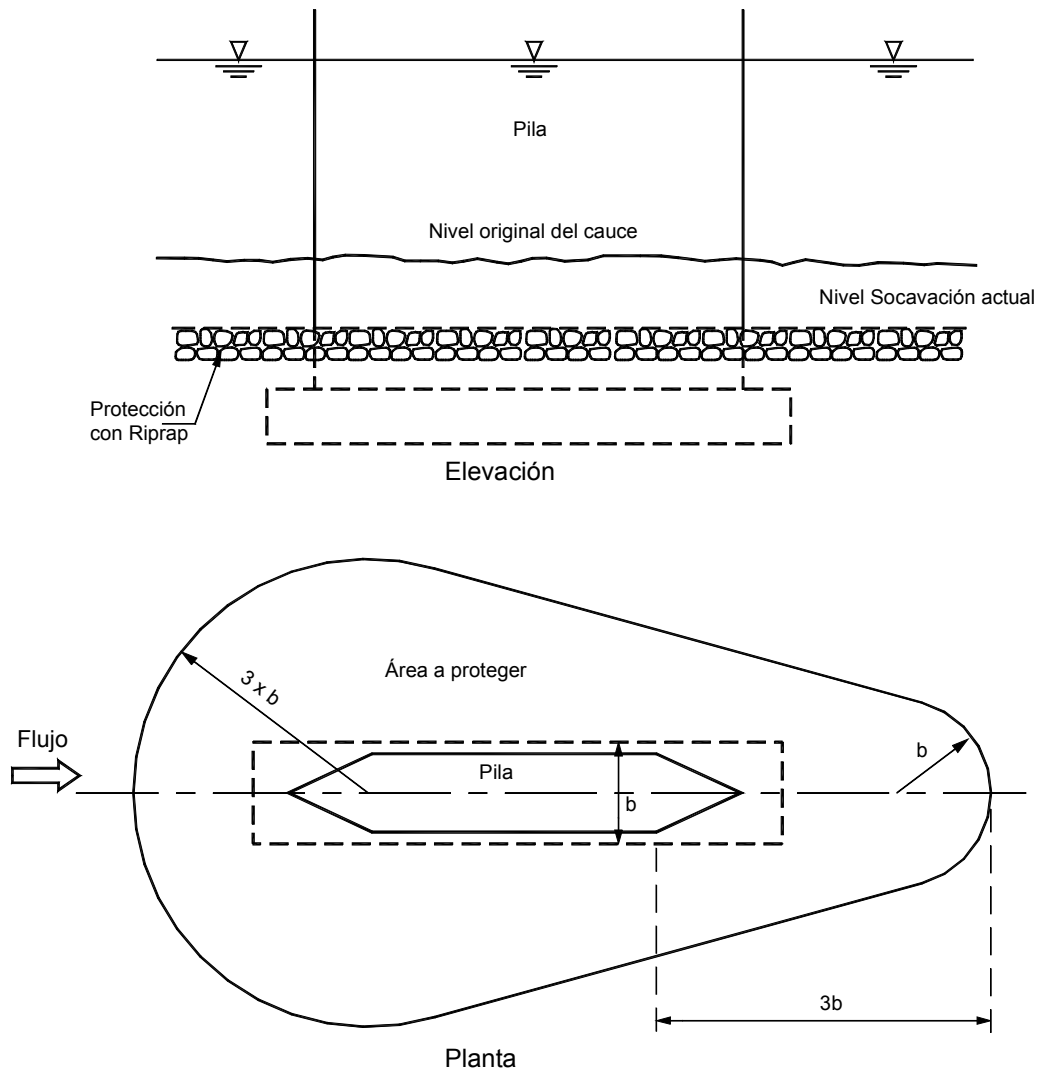 Pila
Nivel original del cauce
Nivel Socavación actual
Protección
con Riprap
Elevación
Área a proteger
3 x b
Flujo
Pila
b
b
3b
Planta